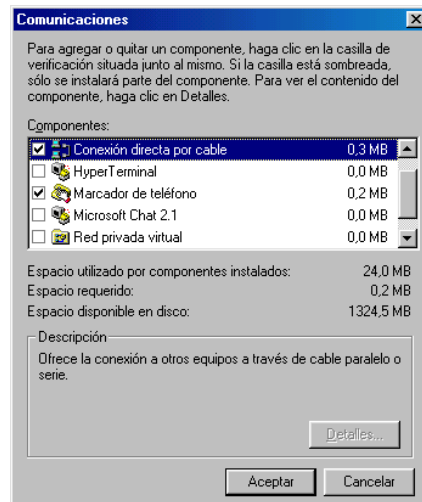 Comunicaciones
Para agregar o quitar un componente, haga clic en la casilla de
verificación situada junto al mismo. Si la casilla está sombreada,
sólo se instalará parte del componente. Para ver el contenido del
componente, haga clic en Detalles.
Componentes:
Conexión directa por cable 0,3 MB
HyperTerminal 0,0 MB
Marcador de teléfono 0,2 MB
Microsoft Chat 2.1 0,0 MB
Red privada virtual 0,0 MB
Espacio utilizado por componentes instalados: 24,0 MB
Espacio requerido: 0,2 MB
Espacio disponible en disco: 1324,5 MB
Descripción
Ofrece la conexión a otros equipos a través de cable paralelo o
serie.
Detalles...
Aceptar Cancelar